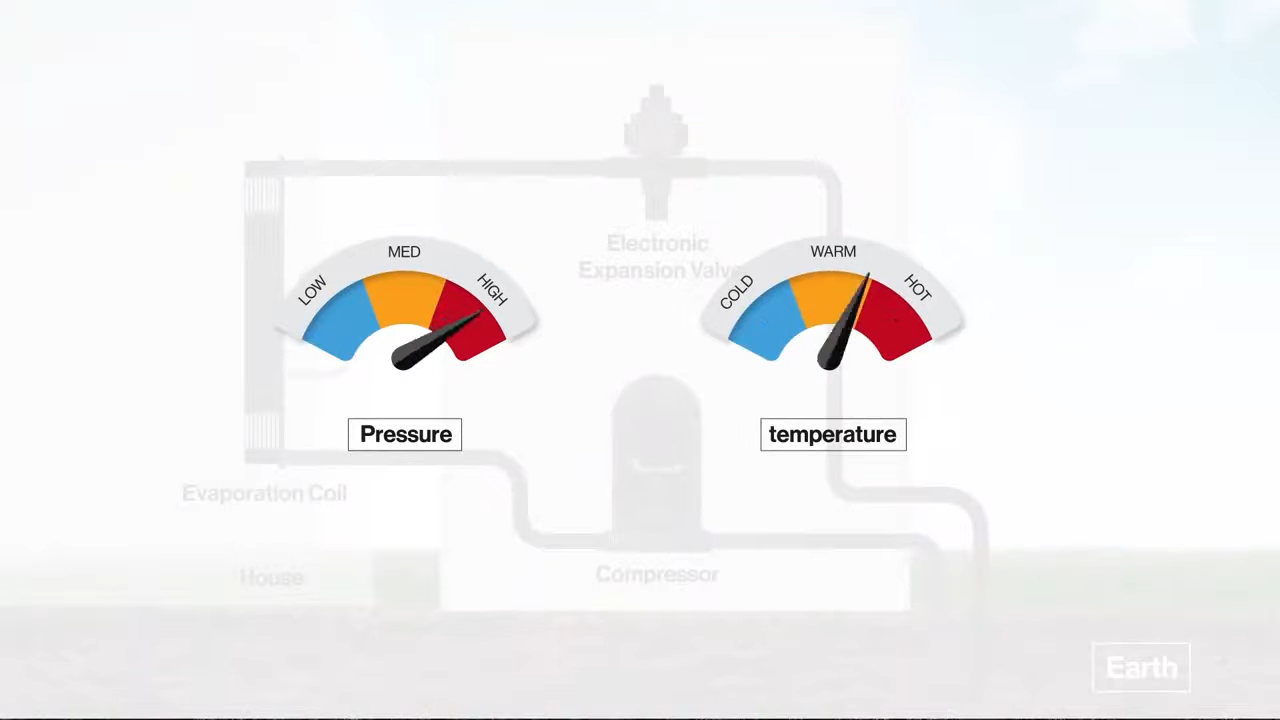 Electronic
Expansion Valve
LOW
MED
HIGH
COLD
WARM
HOT
Pressure
temperature
Evaporation Coil
House
Compressor
Earth